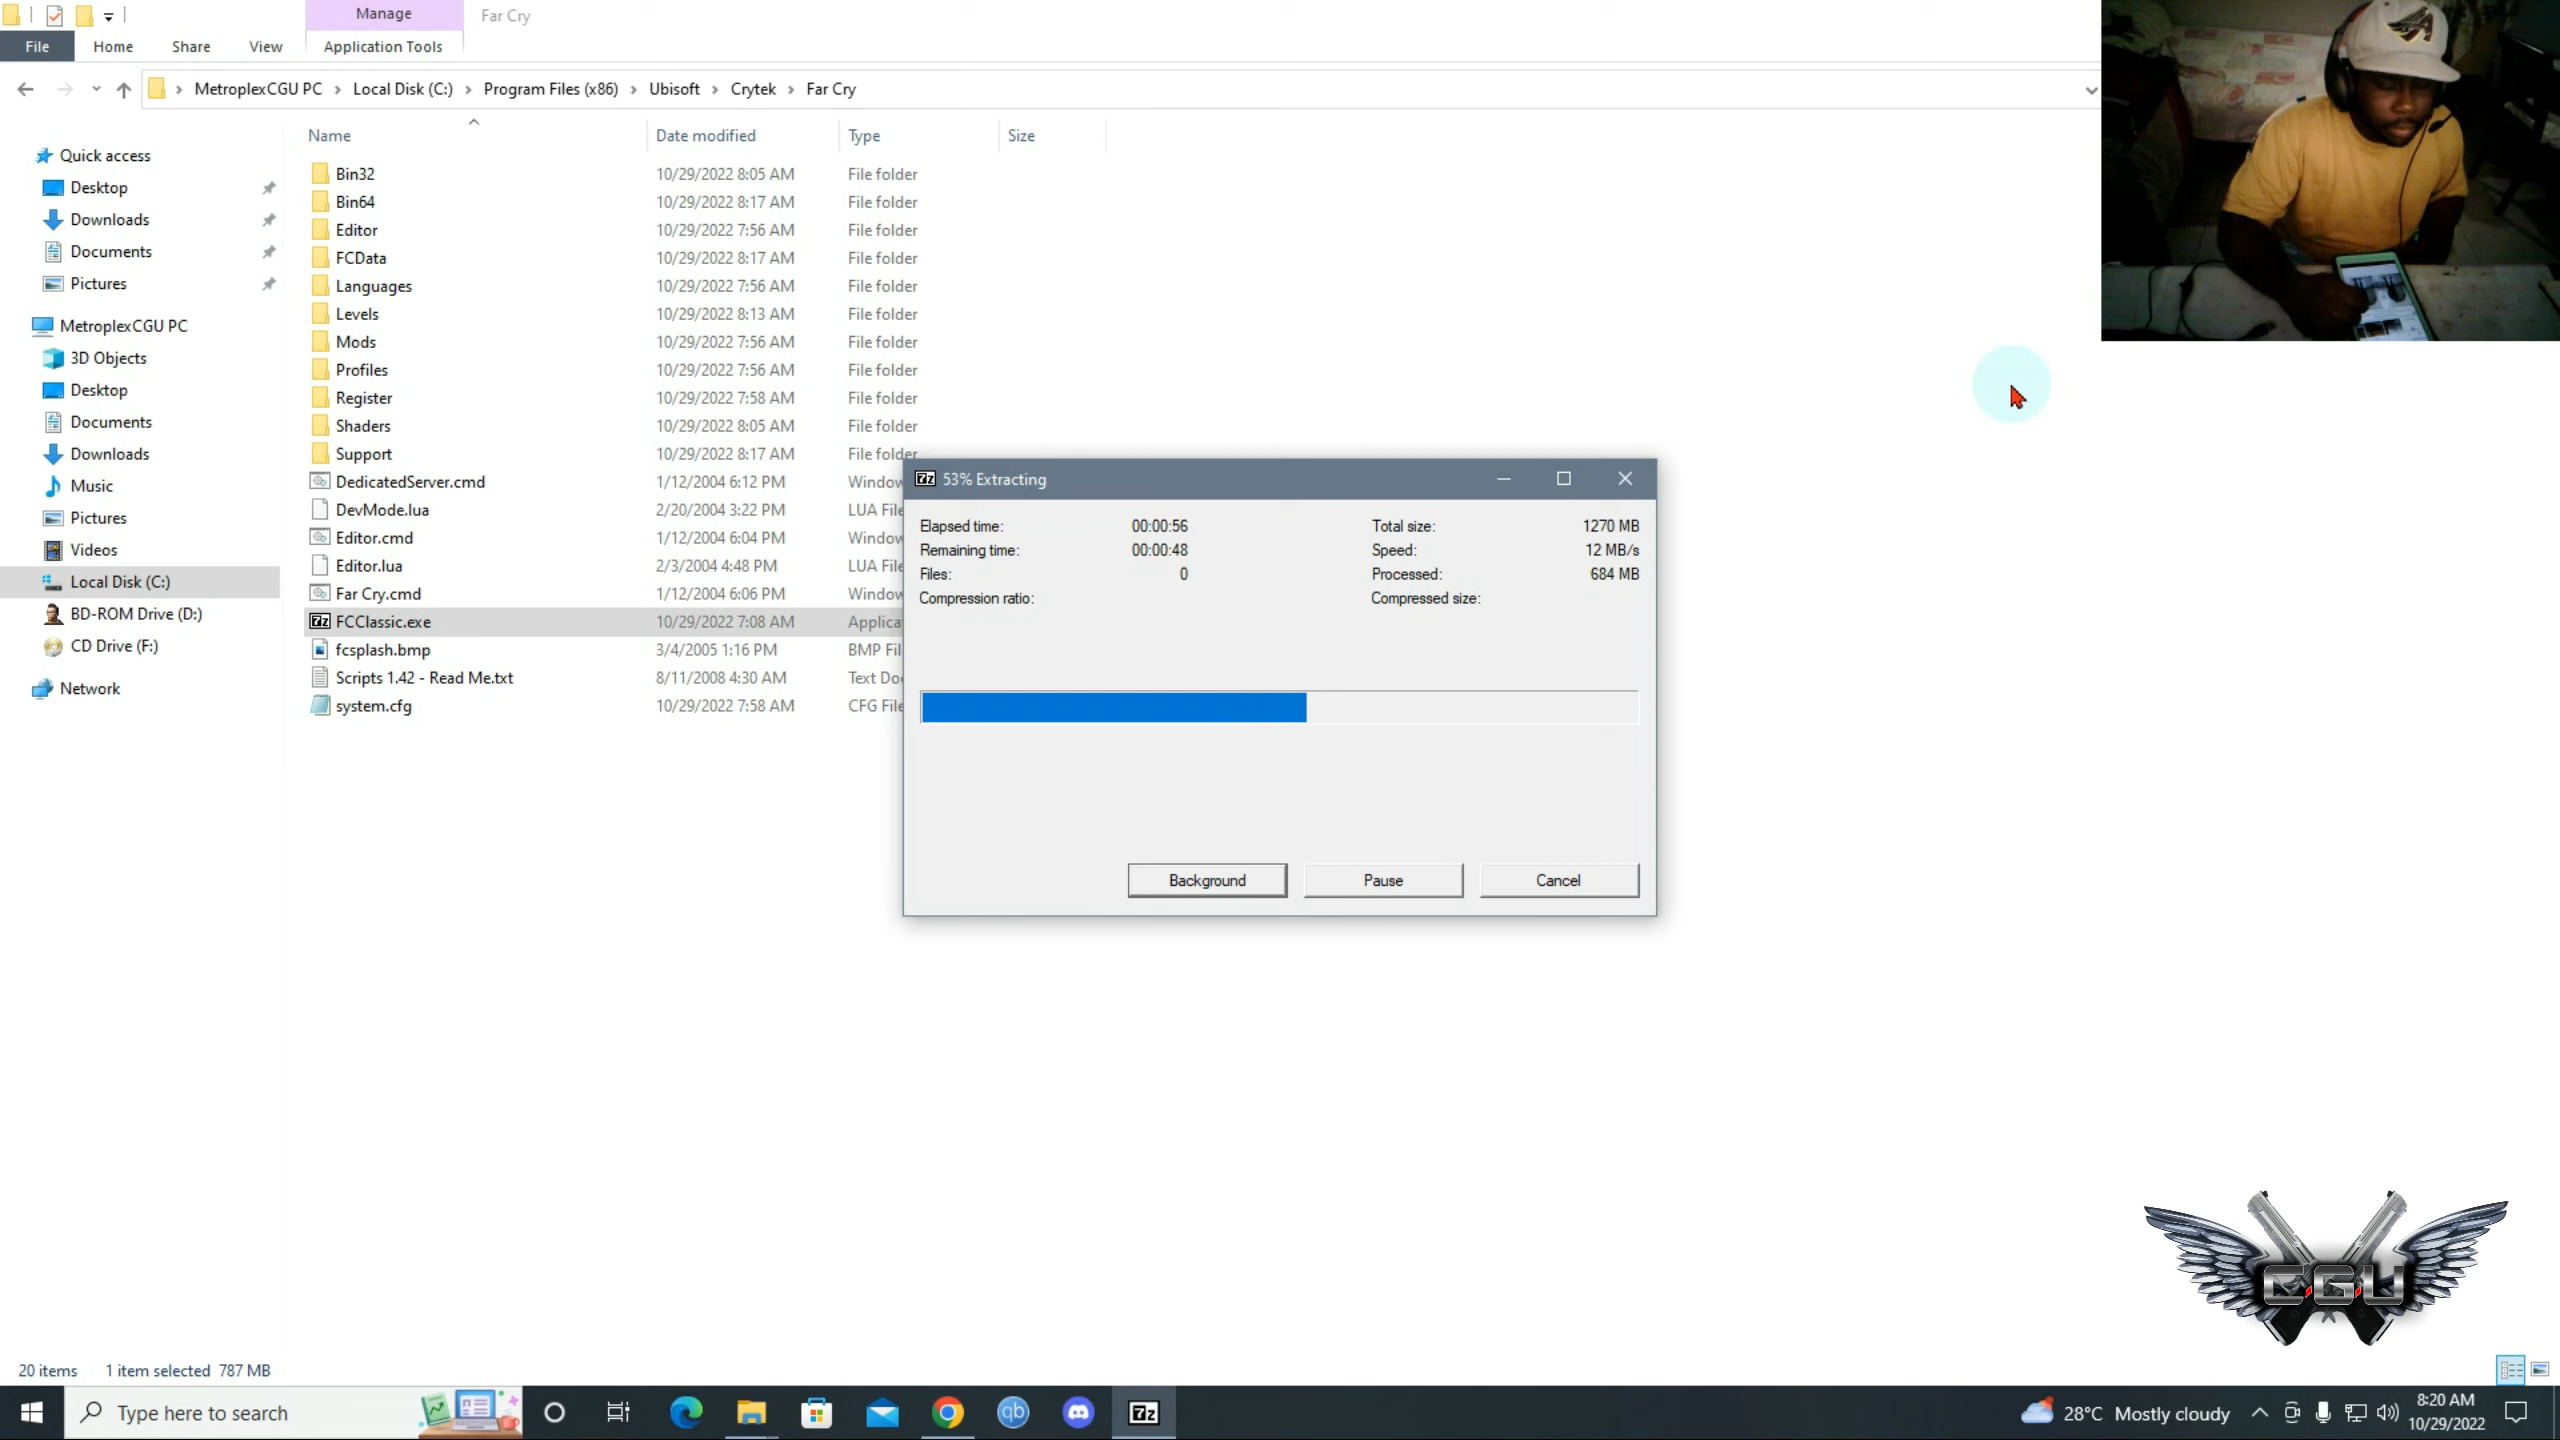 Manage
Far Cry
File
Home
Share
View
Application Tools
MetroplexCGU PC
Local Disk (C:)
Program Files (x86)
Ubisoft
Crytek
Far Cry
Name
Date modified
Type
Size
Quick access
Desktop
Downloads
Documents
Pictures
MetroplexCGU PC
3D Objects
Desktop
Documents
Downloads
Music
Pictures
Videos
Local Disk (C:)
BD-ROM Drive (D:)
CD Drive (F:)
Network
Bin32 10/29/2022 8:05 AM File folder
Bin64 10/29/2022 8:17 AM File folder
Editor 10/29/2022 7:56 AM File folder
FCData 10/29/2022 8:17 AM File folder
Languages 10/29/2022 7:56 AM File folder
Levels 10/29/2022 8:13 AM File folder
Mods 10/29/2022 7:56 AM File folder
Profiles 10/29/2022 7:56 AM File folder
Register 10/29/2022 7:58 AM File folder
Shaders 10/29/2022 8:05 AM File folder
Support 10/29/2022 8:17 AM File folder
DedicatedServer.cmd 1/12/2004 6:12 PM Window
DevMode.lua 2/20/2004 3:22 PM LUA File
Editor.cmd 1/12/2004 6:04 PM Window
Editor.lua 2/3/2004 4:48 PM LUA File
Far Cry.cmd 1/12/2004 6:06 PM Window
7z FCClassic.exe 10/29/2022 7:08 AM Applica
fcsplash.bmp 3/4/2005 1:16 PM BMP Fil
Scripts 1.42 - Read Me.txt 8/11/2008 4:30 AM Text Do
system.cfg 10/29/2022 7:58 AM CFG File
7z 53% Extracting
Elapsed time: 00:00:56 Total size: 1270 MB
Remaining time: 00:00:48 Speed: 12 MB/s
Files: 0 Processed: 684 MB
Compression ratio: Compressed size:
Background
Pause
Cancel
CGU
20 items 1 item selected 787 MB
Type here to search
qb
7z
28°C Mostly cloudy
8:20 AM
10/29/2022